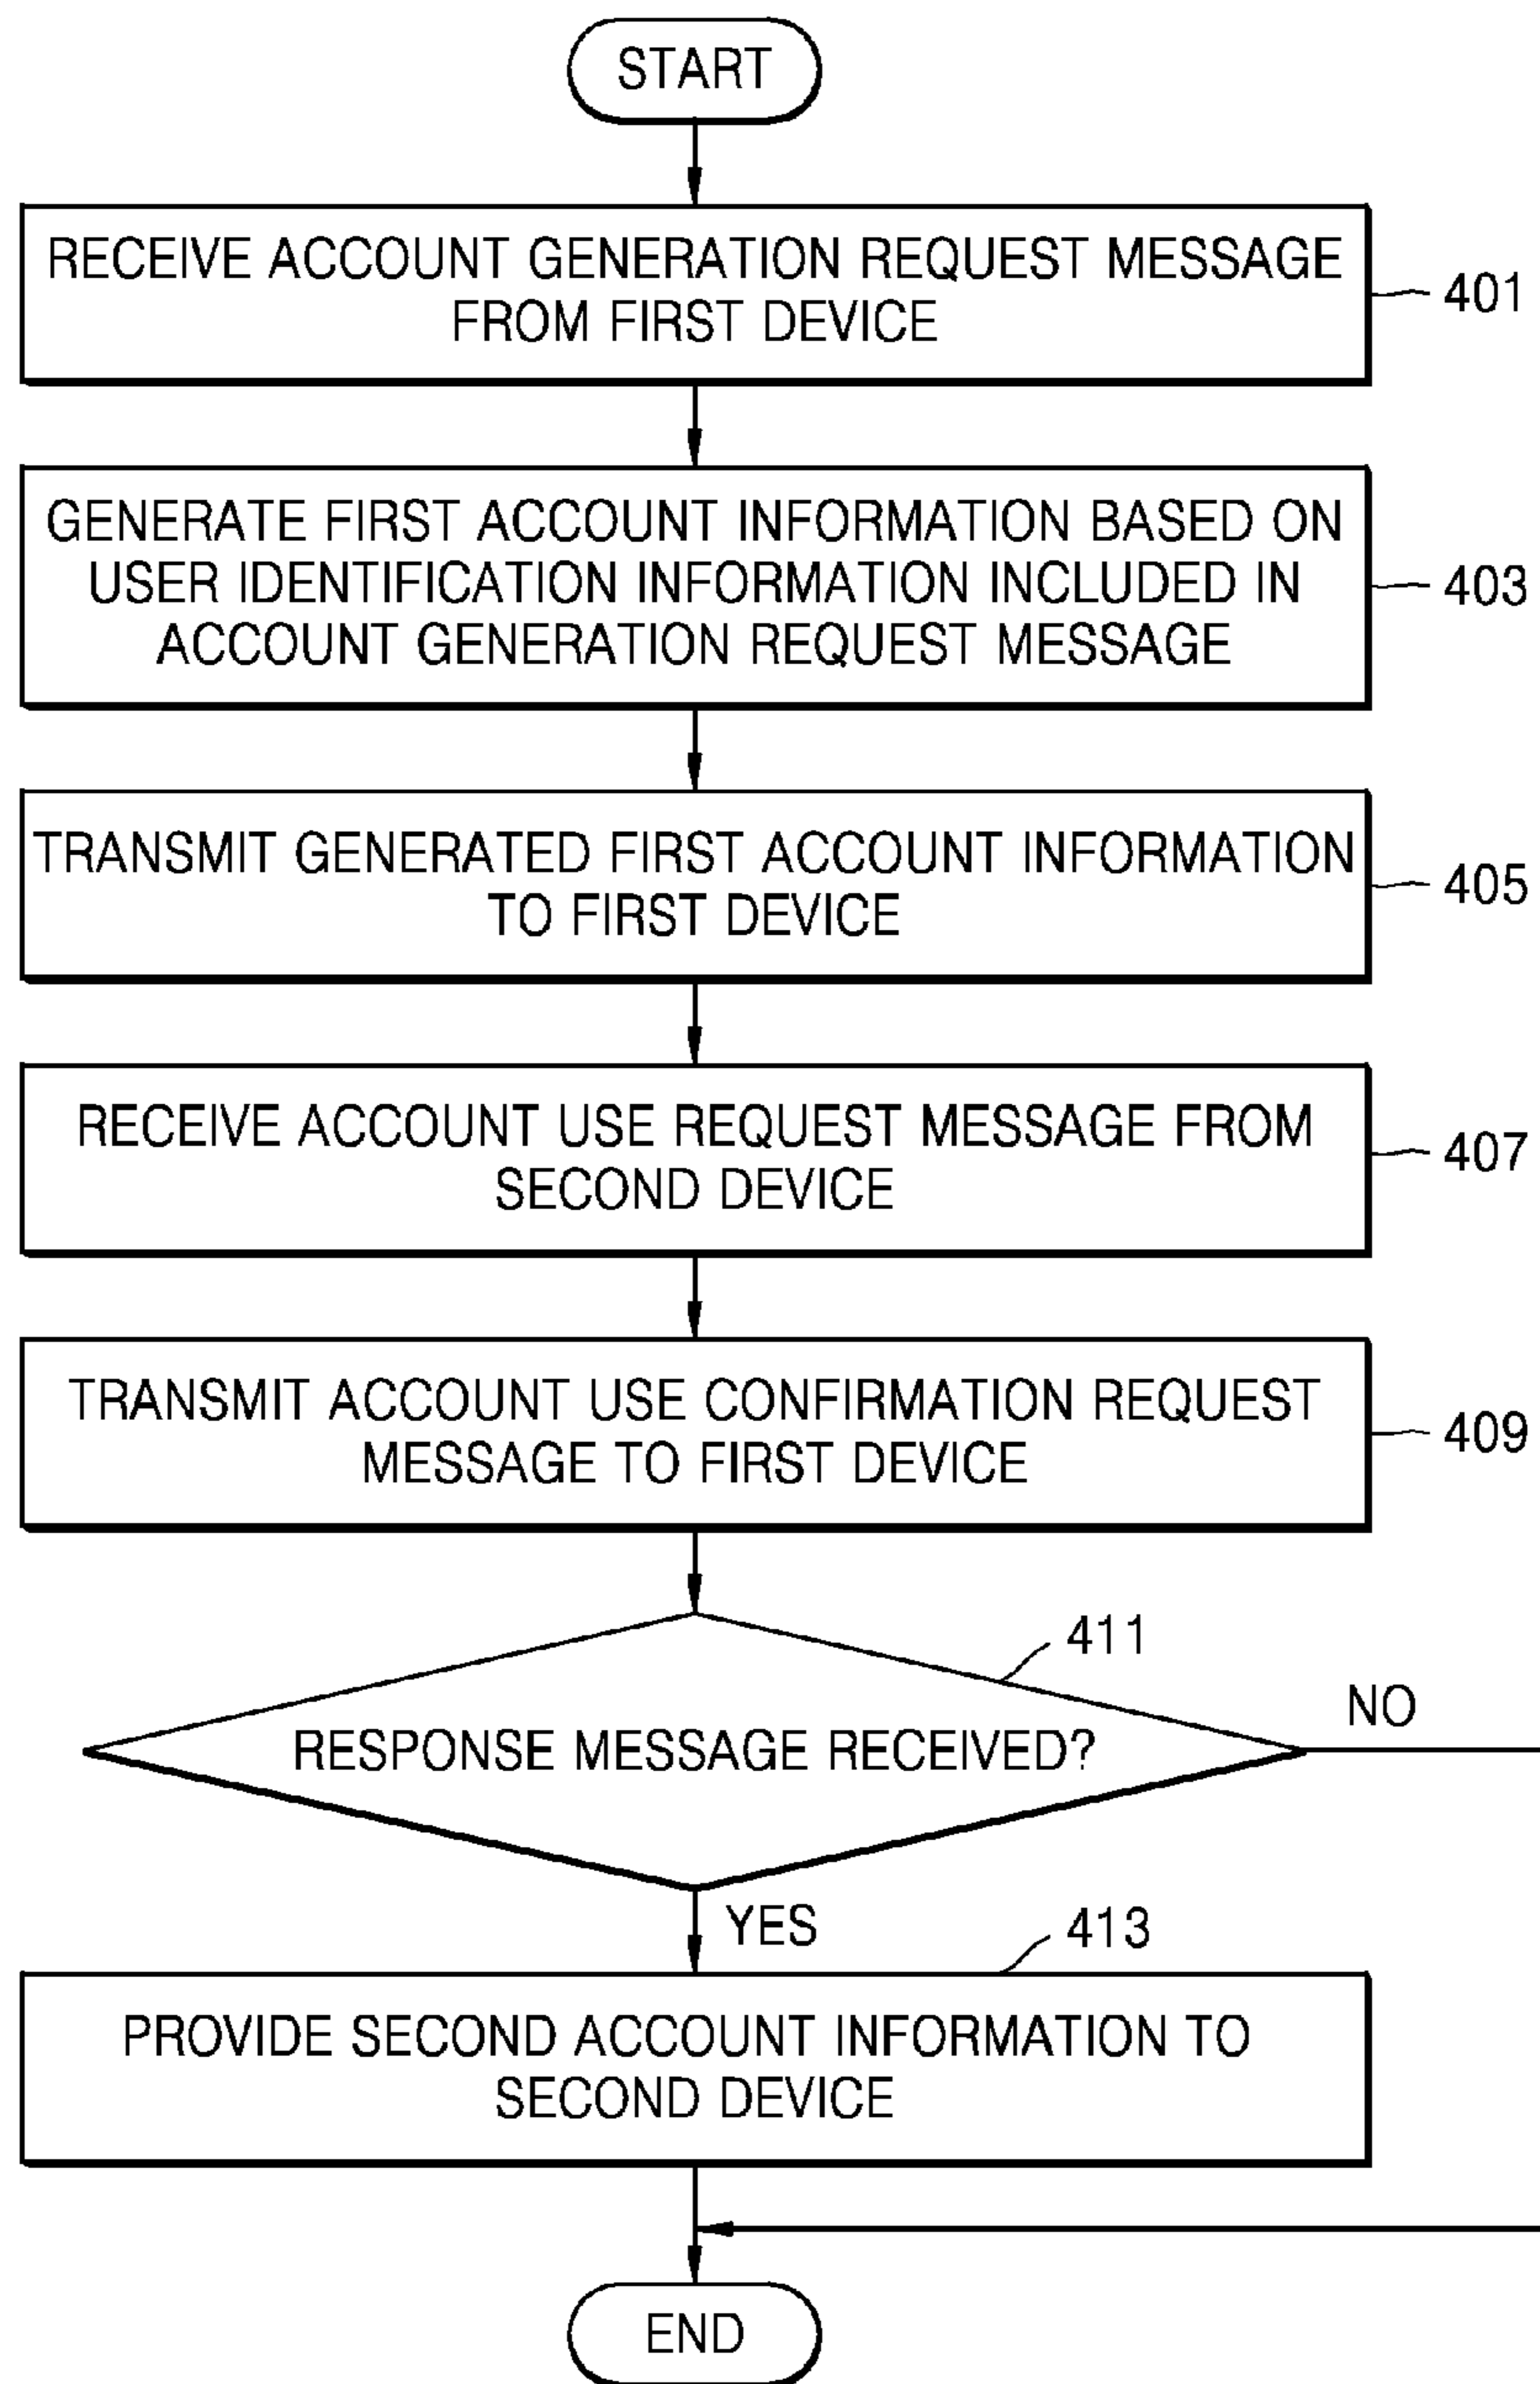 START
RECEIVE ACCOUNT GENERATION REQUEST MESSAGE
FROM FIRST DEVICE
401
GENERATE FIRST ACCOUNT INFORMATION BASED ON
USER IDENTIFICATION INFORMATION INCLUDED IN
ACCOUNT GENERATION REQUEST MESSAGE
403
TRANSMIT GENERATED FIRST ACCOUNT INFORMATION
TO FIRST DEVICE
405
RECEIVE ACCOUNT USE REQUEST MESSAGE FROM
SECOND DEVICE
407
TRANSMIT ACCOUNT USE CONFIRMATION REQUEST
MESSAGE TO FIRST DEVICE
409
411
NO
RESPONSE MESSAGE RECEIVED?
YES
413
PROVIDE SECOND ACCOUNT INFORMATION TO
SECOND DEVICE
END